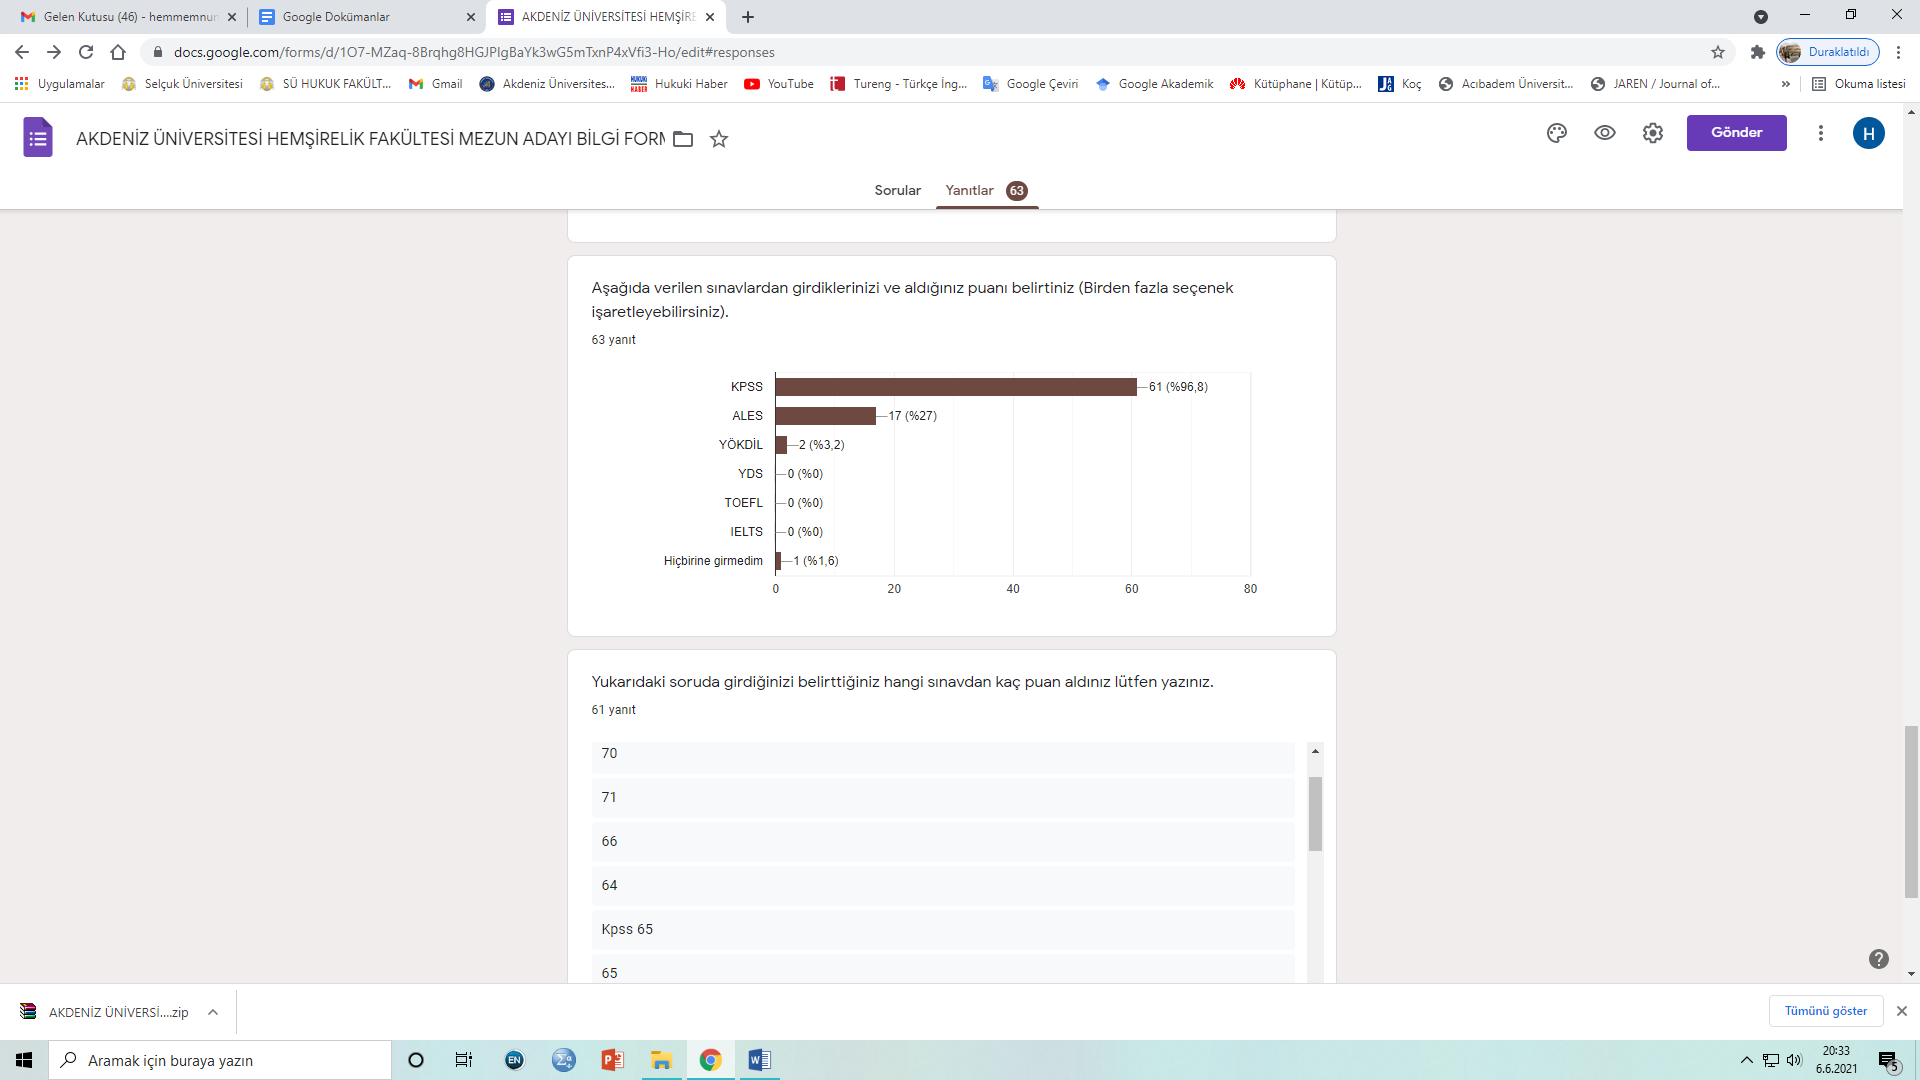 Gelen Kutusu (46) - hemmemnun
Google Dokümanlar
AKDENİZ ÜNİVERSİTESİ HEMŞİRE
docs.google.com/forms/d/1O7-MZaq-8Brqhg8HGJPIgBaYk3wG5mTxnP4xVfi3-Ho/edit#responses
Duraklatıldı
Uygulamalar
Selçuk Üniversitesi
SÜ HUKUK FAKÜLT...
Gmail
Akdeniz Üniversites...
HUKUKİ HABER
Hukuki Haber
YouTube
Tureng - Türkçe İng...
Google Çeviri
Google Akademik
Kütüphane | Kütüp...
Koç
Acıbadem Üniversit...
JAREN / Journal of...
»
Okuma listesi
AKDENİZ ÜNİVERSİTESİ HEMŞİRELİK FAKÜLTESİ MEZUN ADAYI BİLGİ FORM
Gönder
H
Sorular
Yanıtlar 63
Aşağıda verilen sınavlardan girdiklerinizi ve aldığınız puanı belirtiniz (Birden fazla seçenek
işaretleyebilirsiniz).
63 yanıt
KPSS 61 (%96,8)
ALES 17 (%27)
YÖKDİL 2 (%3,2)
YDS 0 (%0)
TOEFL 0 (%0)
IELTS 0 (%0)
Hiçbirine girmedim 1 (%1,6)
0 20 40 60 80
Yukarıdaki soruda girdiğinizi belirttiğiniz hangi sınavdan kaç puan aldınız lütfen yazınız.
61 yanıt
70
71
66
64
Kpss 65
65
AKDENİZ ÜNİVERSİ....zip
Tümünü göster
Aramak için buraya yazın
EN
20:33
6.6.2021
5